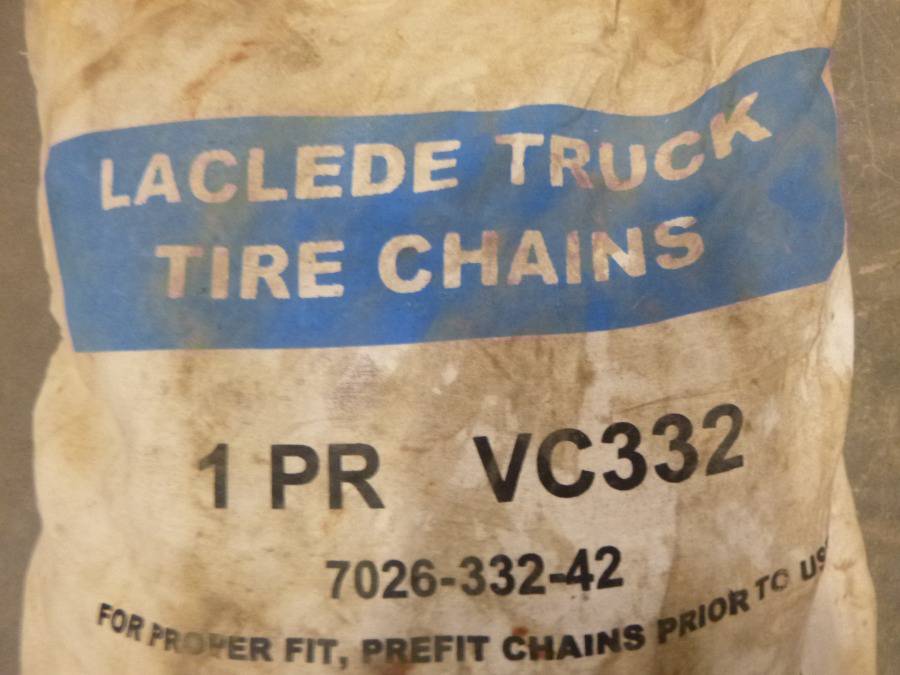 LACLEDE TRUCK
TIRE CHAINS
1 PR VC332
7026-332-42
FOR PROPER FIT, PREFIT CHAINS PRIOR TO US